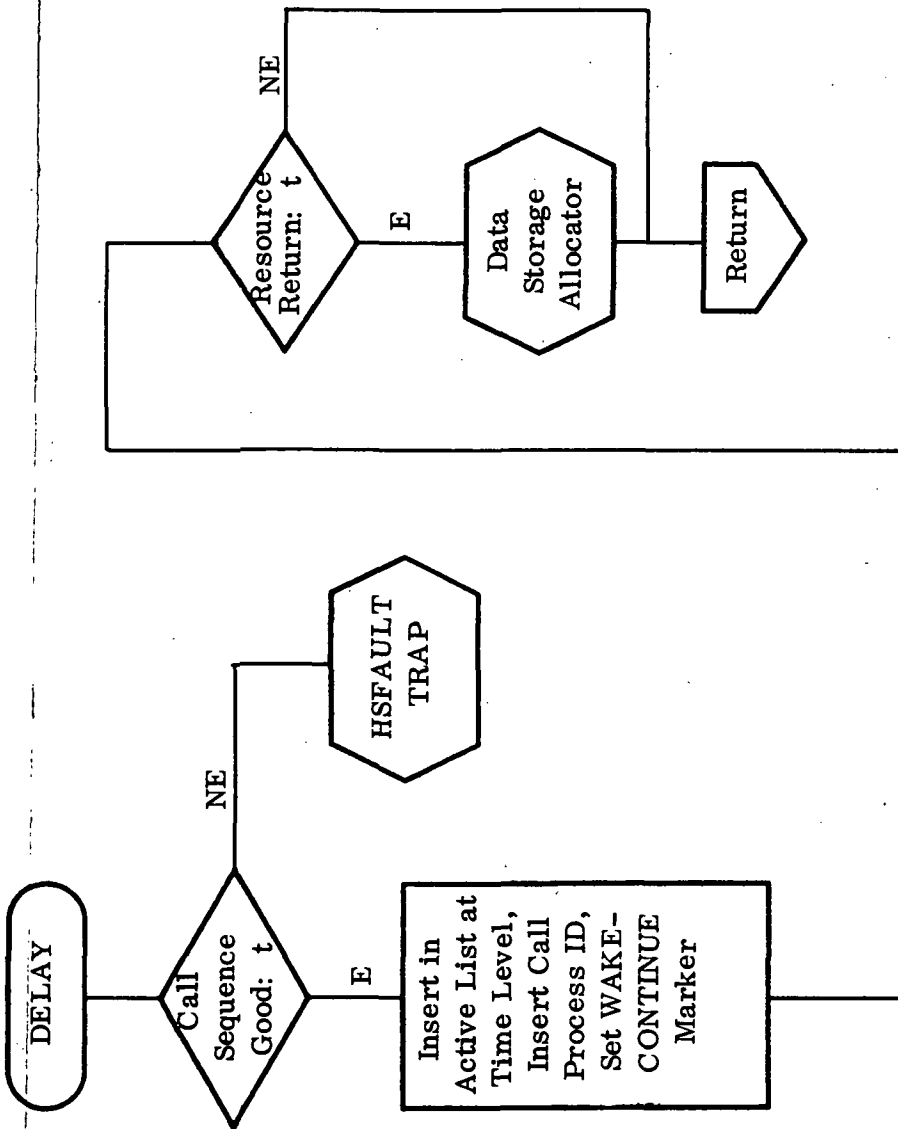 DELAY
Call
Sequence
Good: t
NE
HSFAULT
TRAP
E
Insert in
Active List at
Time Level,
Insert Call
Process ID,
Set WAKE-
CONTINUE
Marker
Resource
Return: t
NE
E
Data
Storage
Allocator
Return